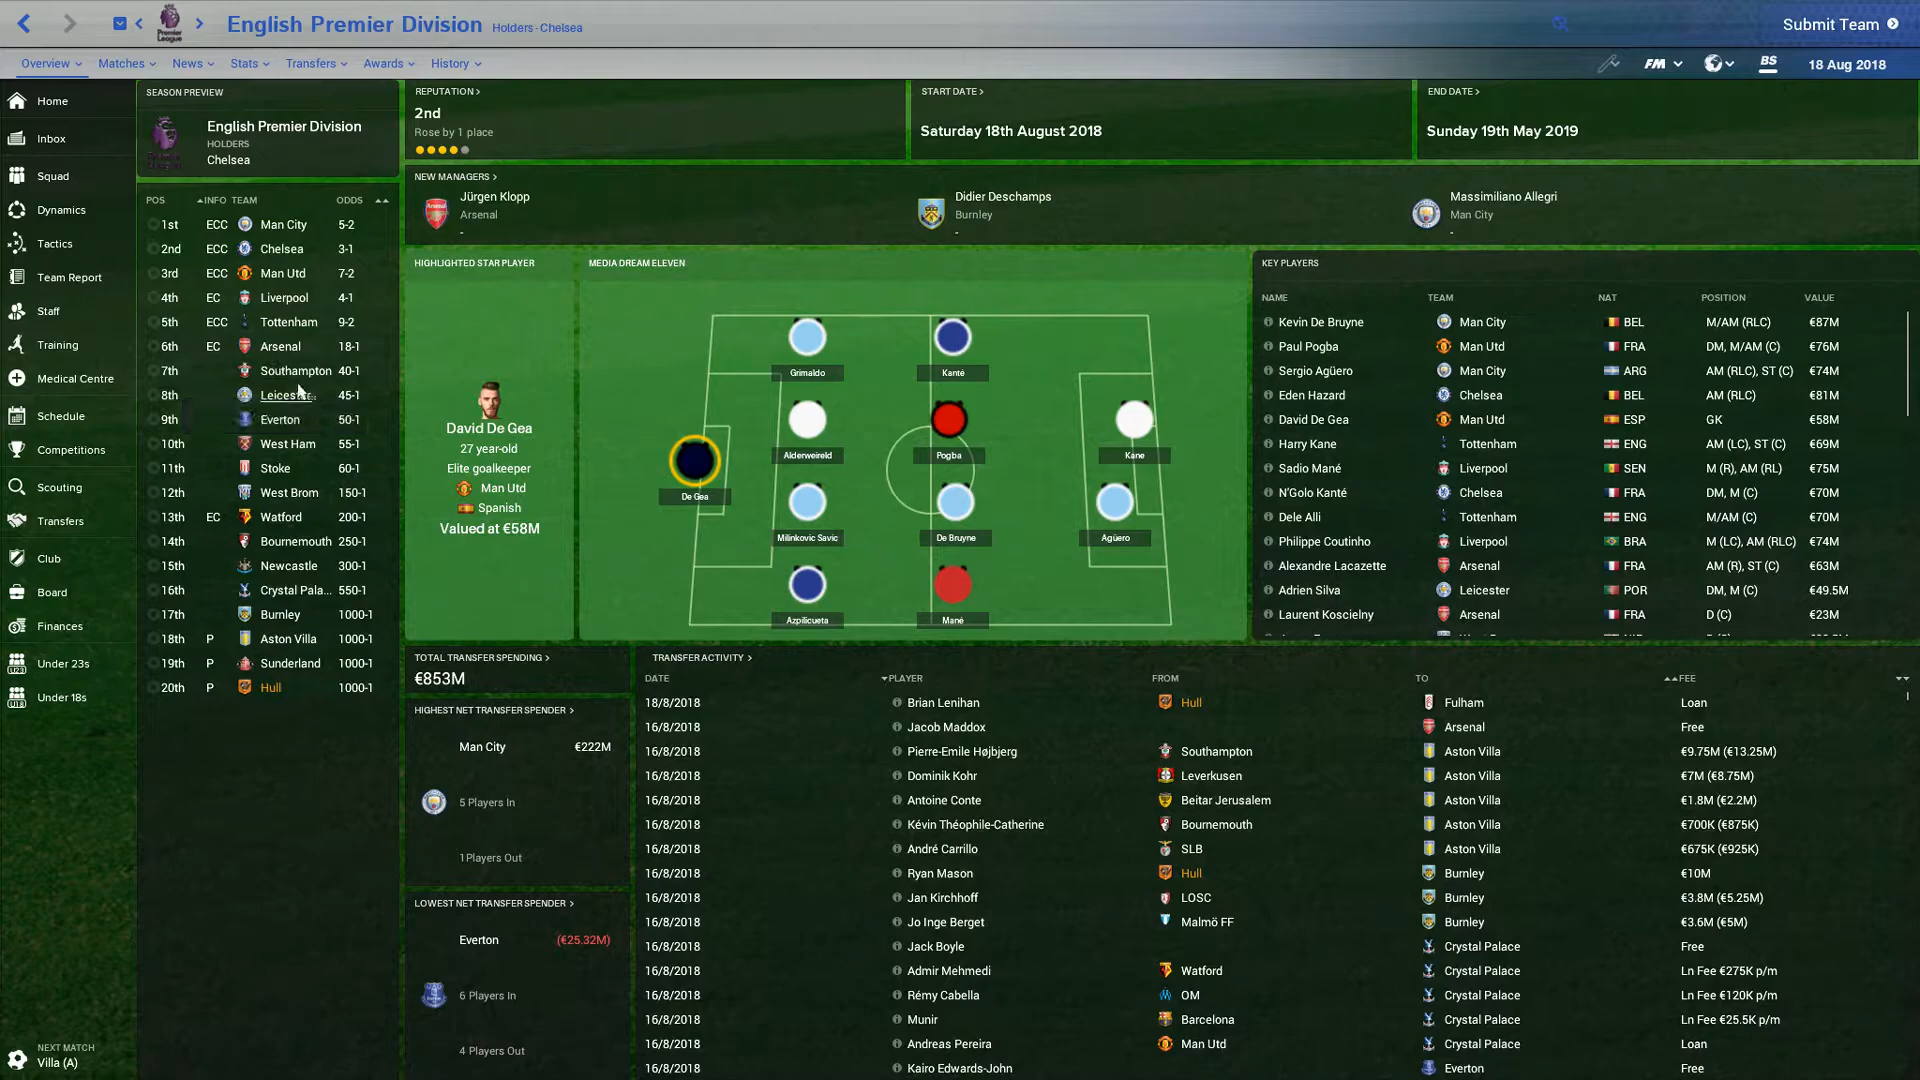 English Premier Division Holders - Chelsea
Submit Team
Overview Matches News Stats Transfers Awards History
FM BS 18 Aug 2018
Home
Inbox
Squad
Dynamics
Tactics
Team Report
Staff
Training
Medical Centre
Schedule
Competitions
Scouting
Transfers
Club
Board
Finances
Under 23s
Under 18s
NEXT MATCH
Villa (A)
SEASON PREVIEW
English Premier Division
HOLDERS
Chelsea
POS INFO TEAM ODDS
1st ECC Man City 5-2
2nd ECC Chelsea 3-1
3rd ECC Man Utd 7-2
4th EC Liverpool 4-1
5th ECC Tottenham 9-2
6th EC Arsenal 18-1
7th Southampton 40-1
8th 45-1
9th Everton 50-1
10th West Ham 55-1
11th Stoke 60-1
12th West Brom 150-1
13th EC Watford 200-1
14th Bournemouth 250-1
15th Newcastle 300-1
16th Crystal Pala... 550-1
17th Burnley 1000-1
18th P Aston Villa 1000-1
19th P Sunderland 1000-1
20th P Hull 1000-1
REPUTATION >
2nd
Rose by 1 place
START DATE >
Saturday 18th August 2018
END DATE >
Sunday 19th May 2019
NEW MANAGERS >
Jürgen Klopp
Arsenal
-
Didier Deschamps
Burnley
-
Massimiliano Allegri
Man City
-
HIGHLIGHTED STAR PLAYER
David De Gea
27 year-old
Elite goalkeeper
Man Utd
Spanish
Valued at €58M
MEDIA DREAM ELEVEN
Grimaldo
Kanté
Alderweireld
Pogba
Kane
De Gea
Milinkovic Savic
De Bruyne
Agüero
Azpilicueta
Mané
KEY PLAYERS
NAME TEAM NAT POSITION VALUE
Kevin De Bruyne Man City BEL M/AM (RLC) €87M
Paul Pogba Man Utd FRA DM, M/AM (C) €76M
Sergio Agüero Man City ARG AM (RLC), ST (C) €74M
Eden Hazard Chelsea BEL AM (RLC) €81M
David De Gea Man Utd ESP GK €58M
Harry Kane Tottenham ENG AM (LC), ST (C) €69M
Sadio Mané Liverpool SEN M (R), AM (RL) €75M
N'Golo Kanté Chelsea FRA DM, M (C) €70M
Dele Alli Tottenham ENG M/AM (C) €70M
Philippe Coutinho Liverpool BRA M (LC), AM (RLC) €74M
Alexandre Lacazette Arsenal FRA AM (R), ST (C) €63M
Adrien Silva Leicester POR DM, M (C) €49.5M
Laurent Koscielny Arsenal FRA D (C) €23M
TOTAL TRANSFER SPENDING >
€853M
HIGHEST NET TRANSFER SPENDER >
Man City €222M
5 Players In
1Players Out
LOWEST NET TRANSFER SPENDER >
Everton (€25.32M)
6 Players In
4 Players Out
TRANSFER ACTIVITY >
DATE PLAYER FROM TO FEE
18/8/2018 Brian Lenihan Hull Fulham Loan
16/8/2018 Jacob Maddox Arsenal Free
16/8/2018 Pierre-Emile Højbjerg Southampton Aston Villa €9.75M (€13.25M)
16/8/2018 Dominik Kohr Leverkusen Aston Villa €7M (€8.75M)
16/8/2018 Antoine Conte Beitar Jerusalem Aston Villa €1.8M (€2.2M)
16/8/2018 Kévin Théophile-Catherine Bournemouth Aston Villa €700K (€875K)
16/8/2018 André Carrillo SLB Aston Villa €675K (€925K)
16/8/2018 Ryan Mason Hull Burnley €10M
16/8/2018 Jan Kirchhoff LOSC Burnley €3.8M (€5.25M)
16/8/2018 Jo Inge Berget Malmö FF Burnley €3.6M (€5M)
16/8/2018 Jack Boyle Crystal Palace Free
16/8/2018 Admir Mehmedi Watford Crystal Palace Ln Fee €275K p/m
16/8/2018 Rémy Cabella OM Crystal Palace Ln Fee €120K p/m
16/8/2018 Munir Barcelona Crystal Palace Ln Fee €25.5K p/m
16/8/2018 Andreas Pereira Man Utd Crystal Palace Loan
16/8/2018 Kairo Edwards-John Everton Free